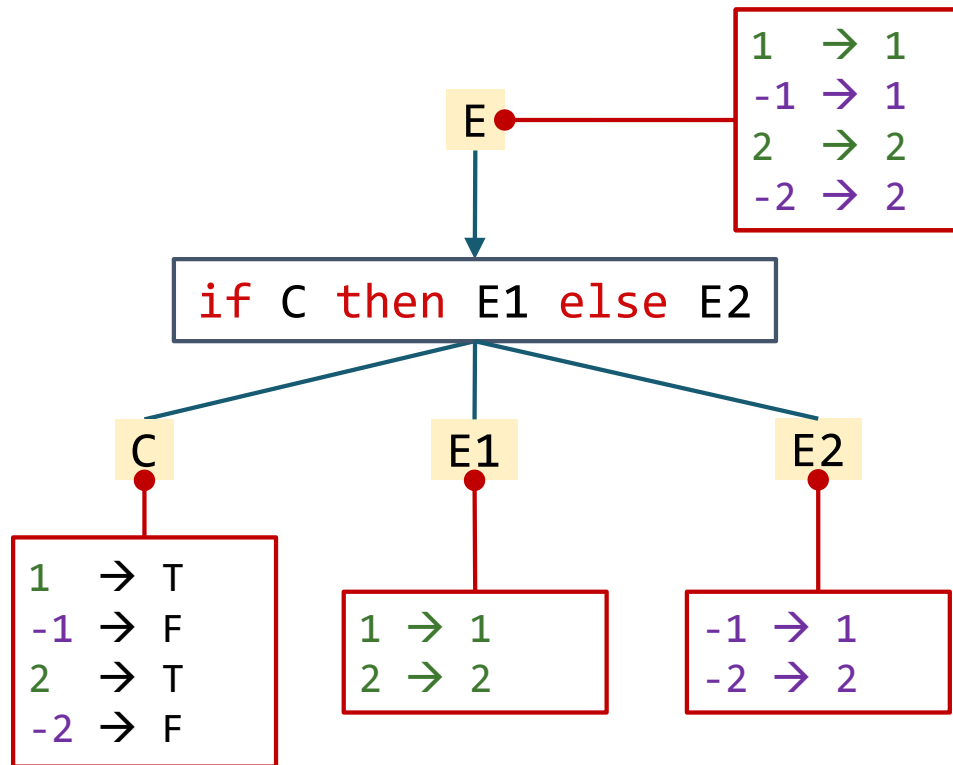 1 → 1
-1 → 1
2 → 2
-2 → 2
E
if C then E1 else E2
C
E1
E2
1 → T
-1 → F
2 → T
-2 → F
1 → 1
2 → 2
-1 → 1
-2 → 2